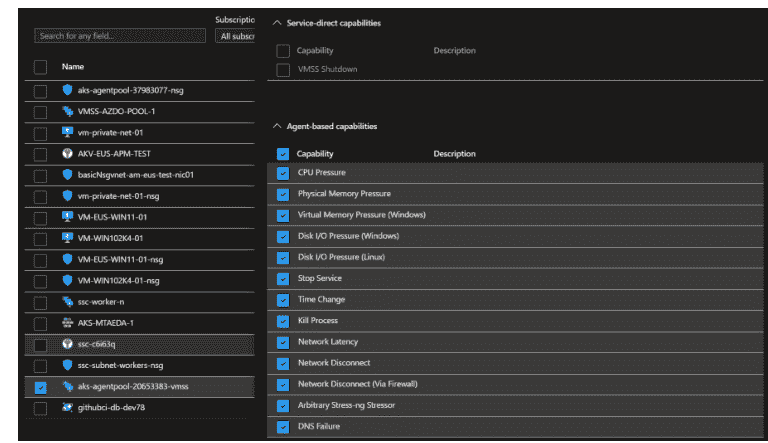 Subscriptio
Search for any field...
All subscr
Name
aks-agentpool-37983077-nsg
VMSS-AZDO-POOL-1
vm-private-net-01
AKV-EUS-APM-TEST
basicNsgvnet-am-eus-test-nic01
vm-private-net-01-nsg
VM-EUS-WIN11-01
VM-WIN102K4-01
VM-EUS-WIN11-01-nsg
VM-WIN102K4-01-nsg
ssc-worker-n
AKS-MTAEDA-1
ssc-c6i63q
ssc-subnet-workers-nsg
aks-agentpool-20653383-vmss
githubci-db-dev78
Service-direct capabilities
Capability Description
VMSS Shutdown
Agent-based capabilities
Capability Description
CPU Pressure
Physical Memory Pressure
Virtual Memory Pressure (Windows)
Disk I/O Pressure (Windows)
Disk I/O Pressure (Linux)
Stop Service
Time Change
Kill Process
Network Latency
Network Disconnect
Network Disconnect (Via Firewall)
Arbitrary Stress-ng Stressor
DNS Failure